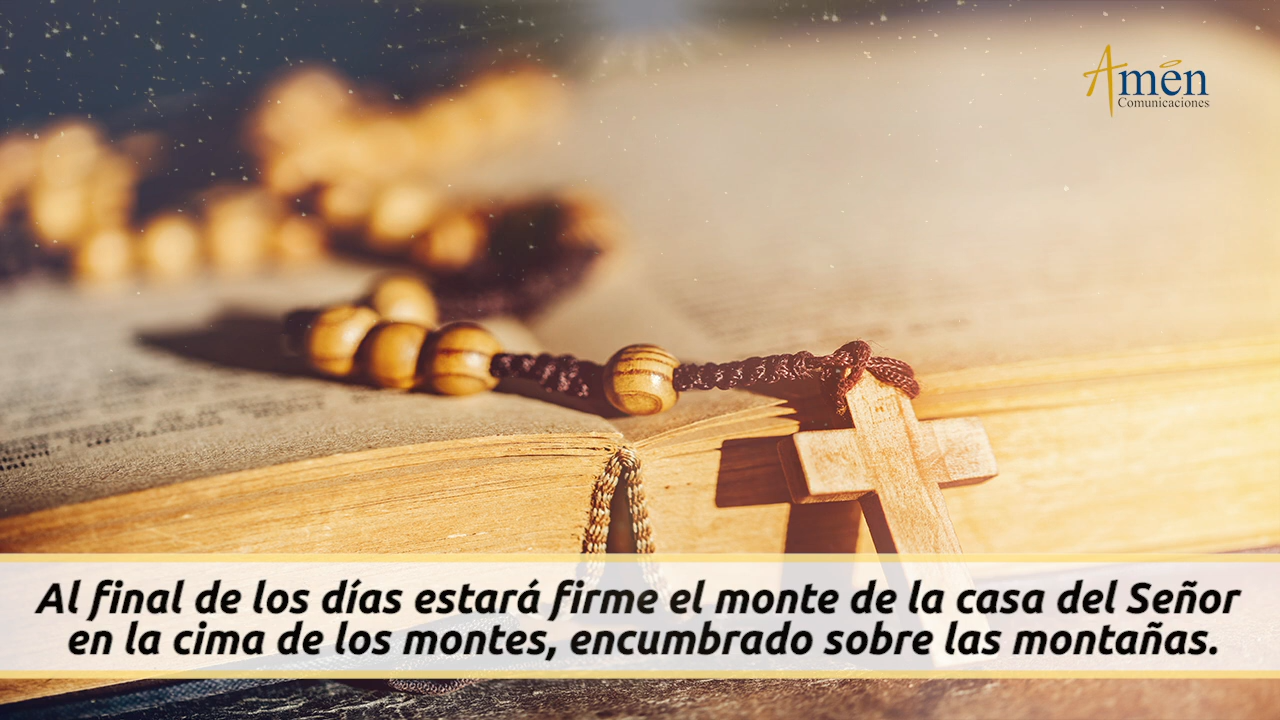 Amén
Comunicaciones
Al final de los días estará firme el monte de la casa del Señor
en la cima de los montes, encumbrado sobre las montañas.